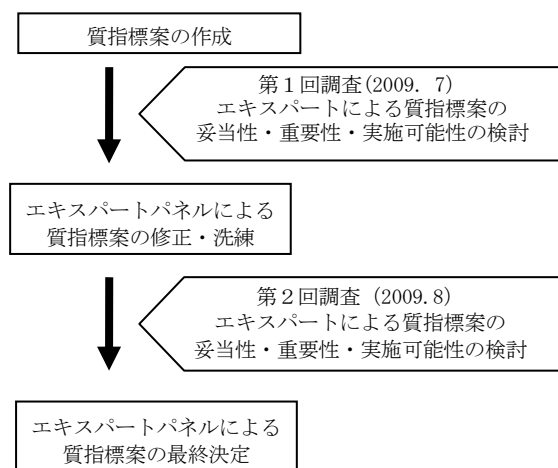 質指標案の作成
第１回調査(2009. 7)
エキスパートによる質指標案の
妥当性・重要性・実施可能性の検討
エキスパートパネルによる
質指標案の修正・洗練
第２回調査 (2009.8)
エキスパートによる質指標案の
妥当性・重要性・実施可能性の検討
エキスパートパネルによる
質指標案の最終決定